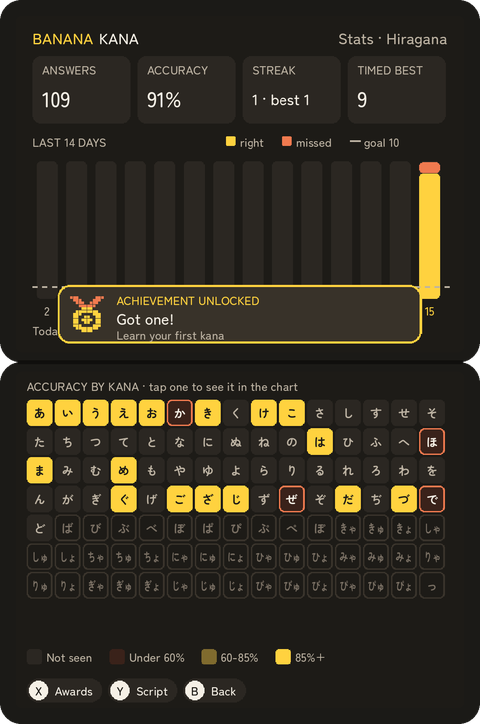 BANANA KANA
Stats · Hiragana
ANSWERS
109
ACCURACY
91%
STREAK
1 · best 1
TIMED BEST
9
LAST 14 DAYS
right
missed
goal 10
2
15
ACHIEVEMENT UNLOCKED
Got one!
Learn your first kana
ACCURACY BY KANA · tap one to see it in the chart
あ い う え お か き く け こ さ し す せ そ
た ち つ て と な に ぬ ね の は ひ ふ へ ほ
ま み む め も や ゆ よ ら り る れ ろ わ を
ん が ぎ ぐ げ ご ざ じ ず ぜ ぞ だ ぢ づ で
ど ば び ぶ べ ぼ ぱ ぴ ぷ ぺ ぽ きゃ きゅ きょ しゃ
しゅ しょ ちゃ ちゅ ちょ にゃ にゅ にょ ひゃ ひゅ ひょ みゃ みゅ みょ りゃ
りゅ りょ ぎゃ ぎゅ ぎょ じゃ じゅ じょ びゃ びゅ びょ ぴゃ ぴゅ ぴょ っ
Not seen
Under 60%
60-85%
85%+
X Awards
Y Script
B Back